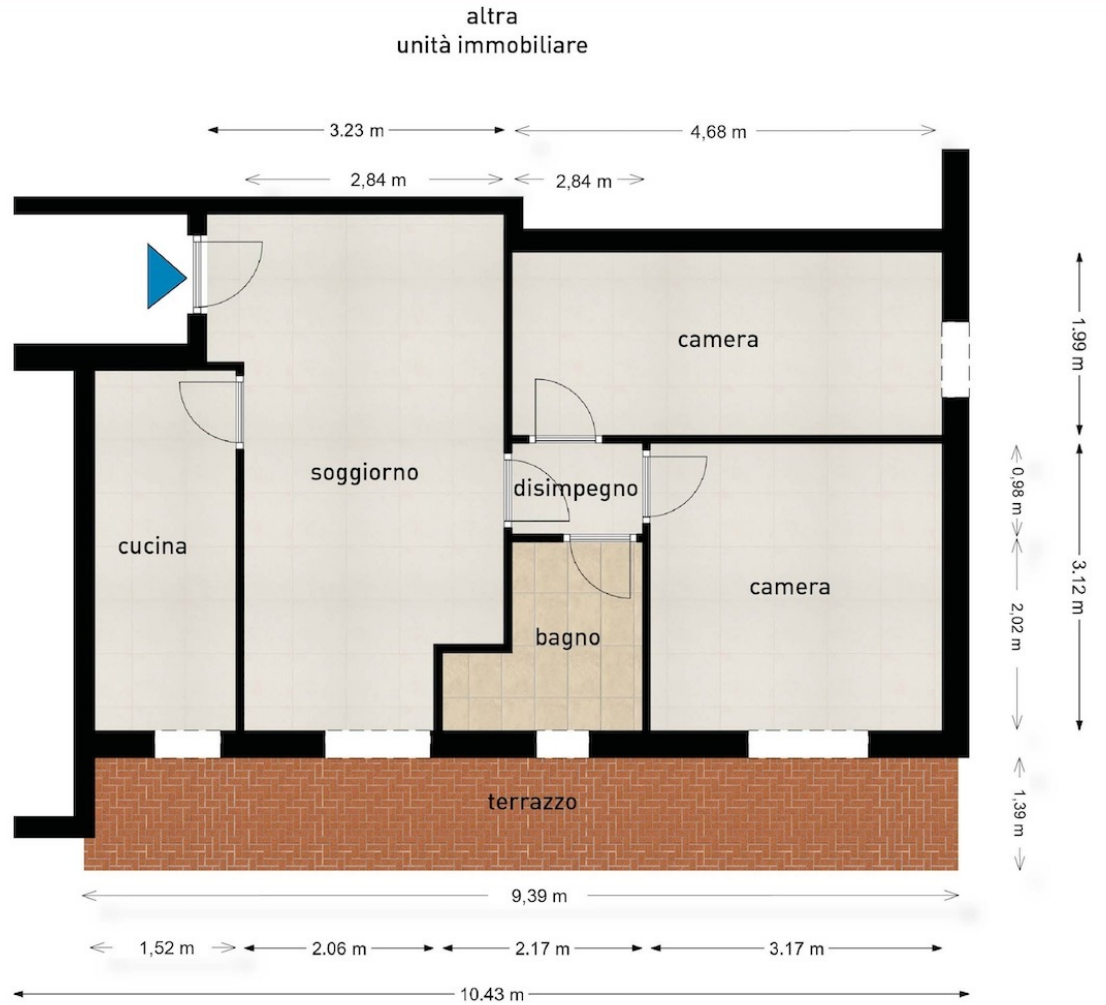 altra
unità immobiliare
3.23 m
4,68 m
2,84 m
2,84 m
camera
1.99 m
soggiorno
disimpegno
0,98 m
cucina
camera
3.12 m
bagno
2,02 m
terrazzo
1,39 m
9,39 m
1,52 m
2.06 m
2.17 m
3.17 m
10.43 m